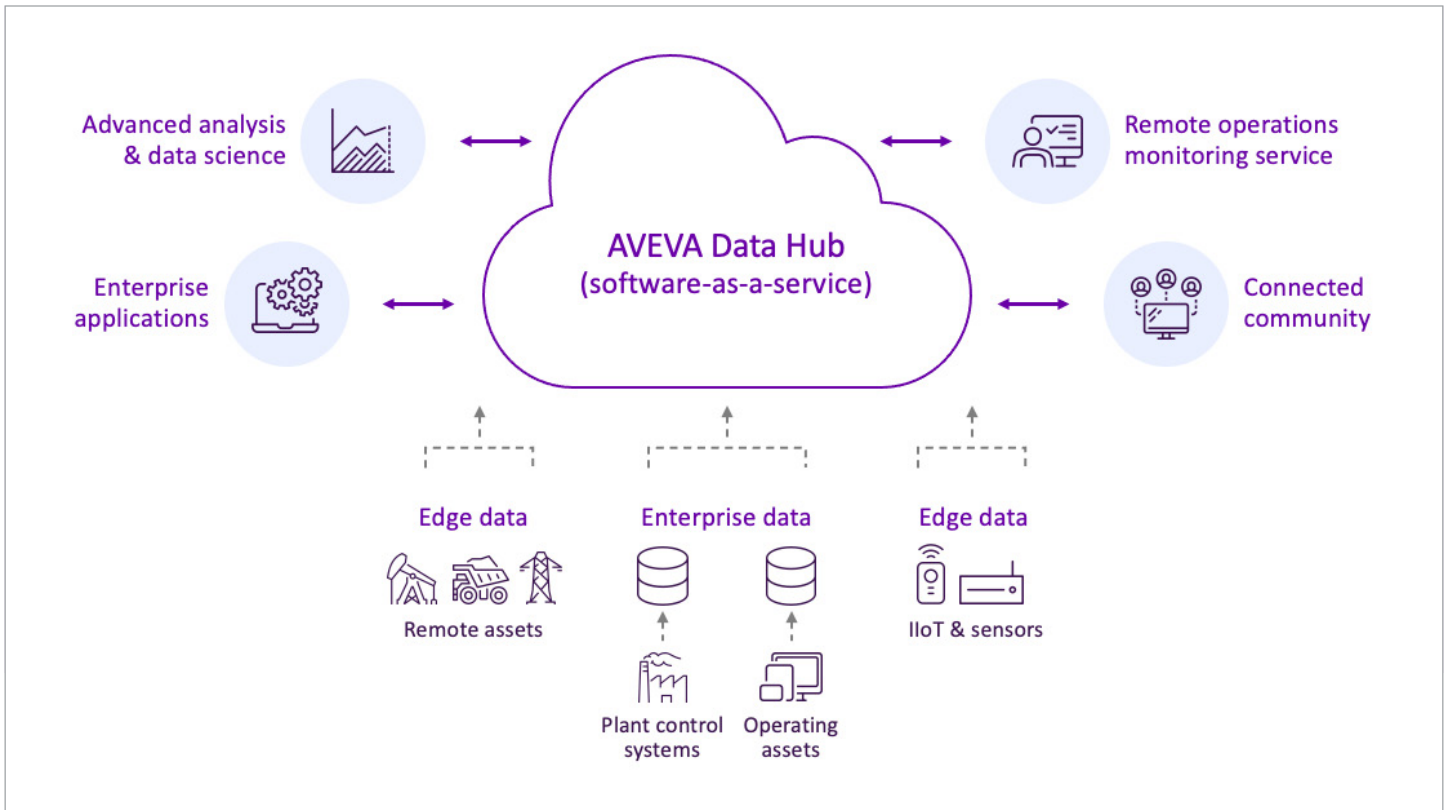 Advanced analysis
& data science
Remote operations
monitoring service
AVEVA Data Hub
(software-as-a-service)
Enterprise
applications
Connected
community
Edge data
Enterprise data
Edge data
Remote assets
IIoT & sensors
Plant control
systems
Operating
assets